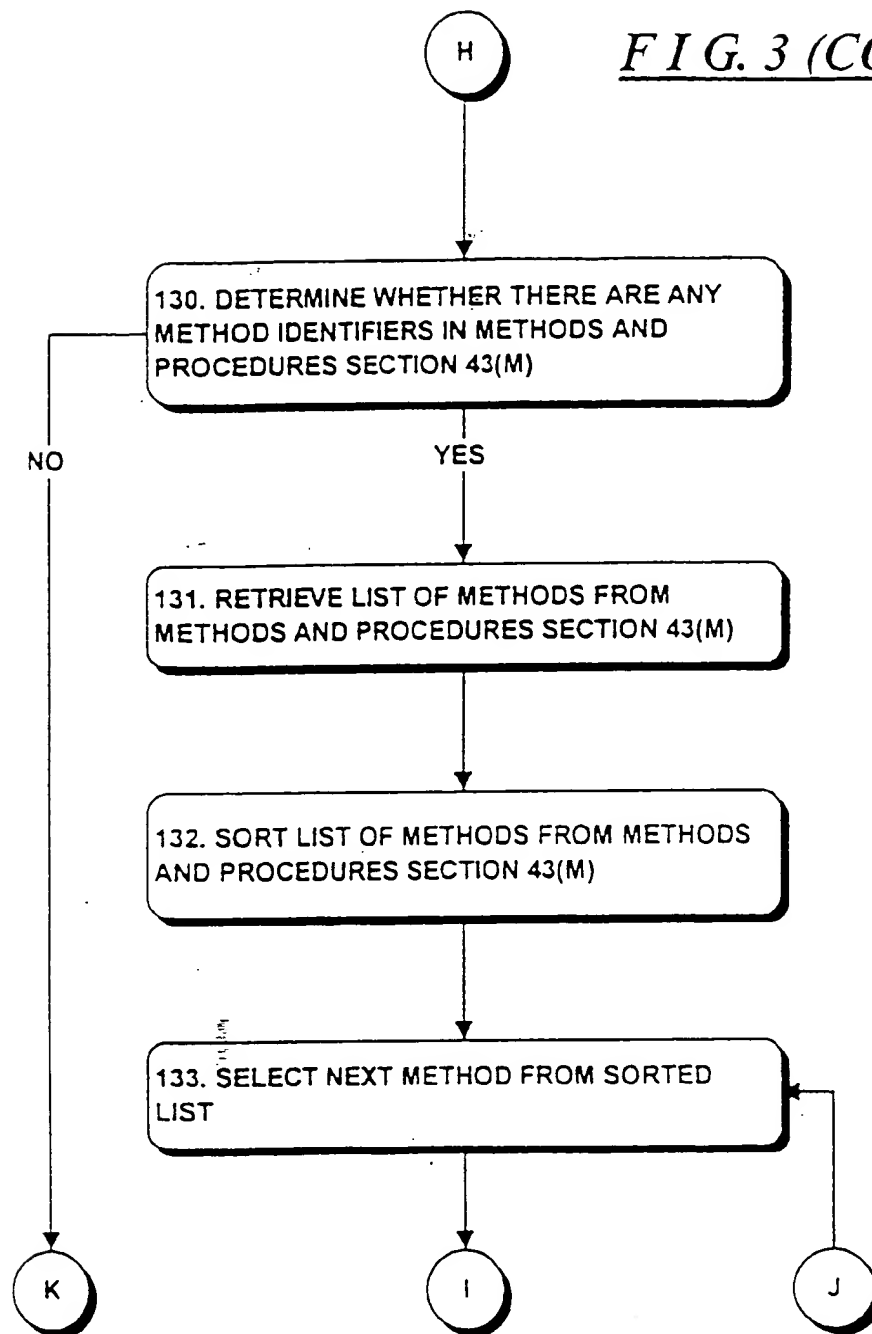 H
F I G. 3 (CO
130. DETERMINE WHETHER THERE ARE ANY
METHOD IDENTIFIERS IN METHODS AND
PROCEDURES SECTION 43(M)
NO
YES
131. RETRIEVE LIST OF METHODS FROM
METHODS AND PROCEDURES SECTION 43(M)
132. SORT LIST OF METHODS FROM METHODS
AND PROCEDURES SECTION 43(M)
133. SELECT NEXT METHOD FROM SORTED
LIST
K
I
J